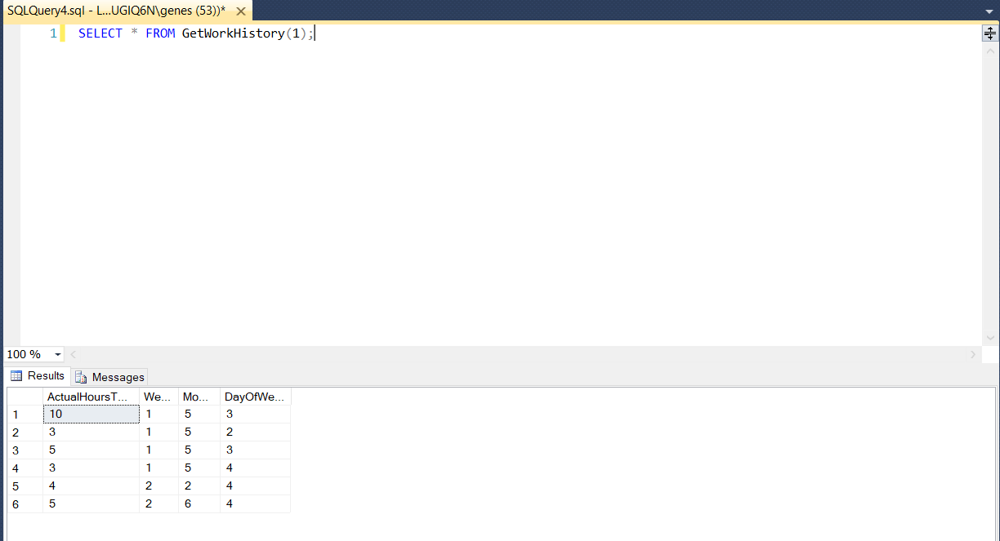 SQLQuery4.sql - L...UGIQ6N\genes (53))*
1 SELECT * FROM GetWorkHistory(1);
100 %
Results Messages
ActualHoursT... We... Mo... DayOfWe...
1 10 1 5 3
2 3 1 5 2
3 5 1 5 3
4 3 1 5 4
5 4 2 2 4
6 5 2 6 4